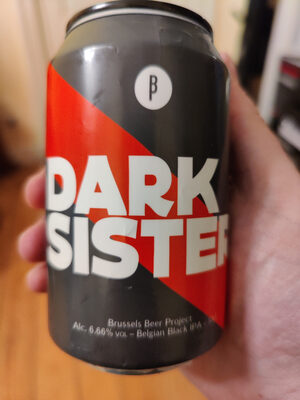 β
DARK
SISTER
Brussels Beer Project
Alc. 6.66% VOL – Belgian Black IPA –